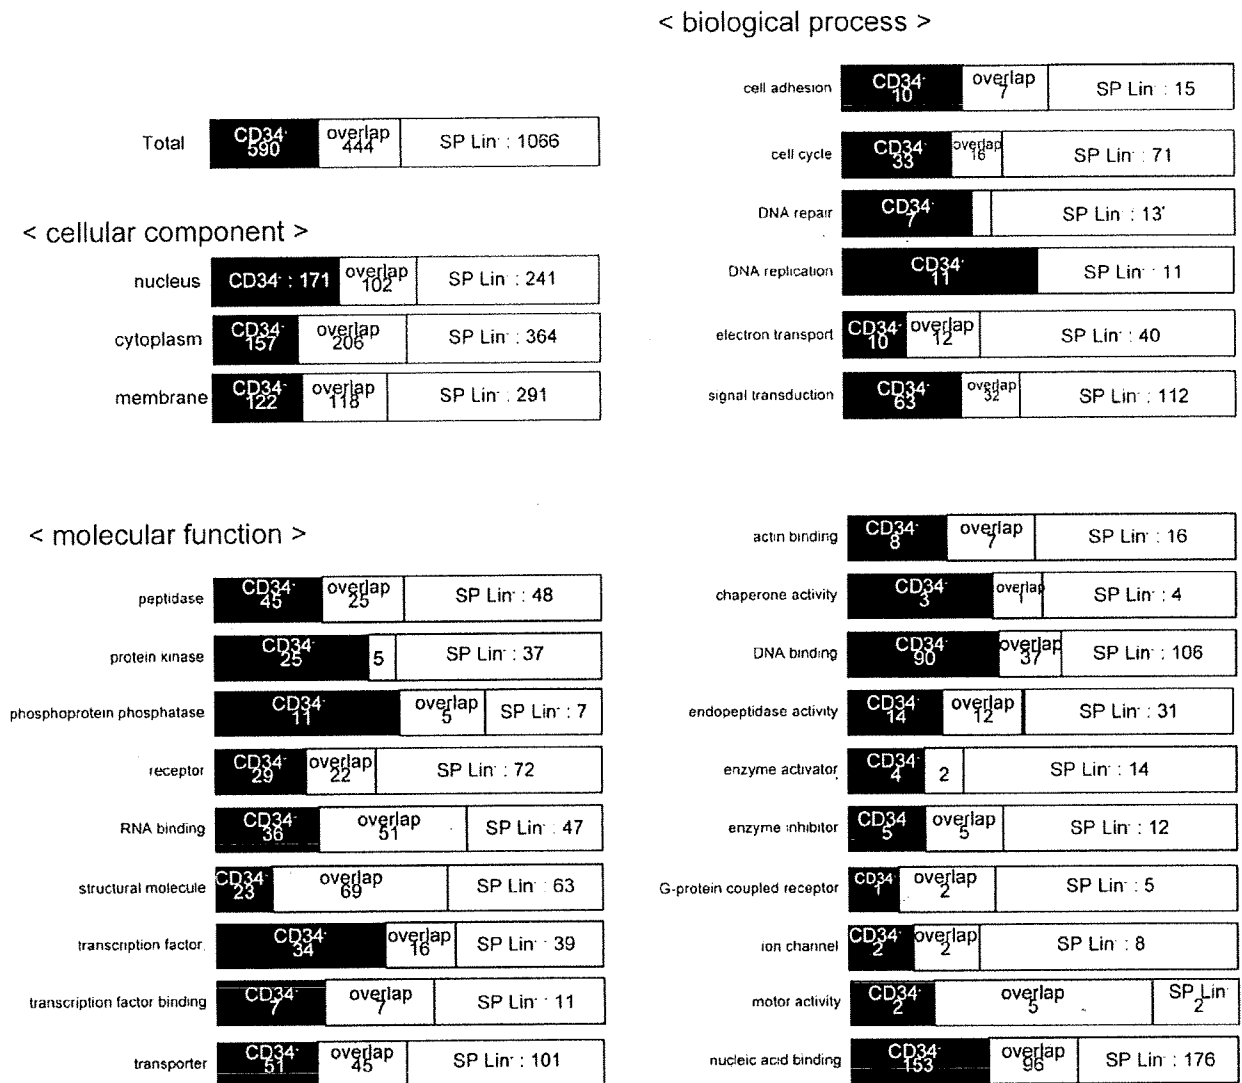 < biological process >
cell adhesion CD34- 10 overlap 7 SP Lin- : 15
cell cycle CD34- 33 overlap 16 SP Lin- : 71
DNA repair CD34- 7 SP Lin- : 13
DNA replication CD34- 11 SP Lin- : 11
electron transport CD34- 10 overlap 12 SP Lin- : 40
signal transduction CD34- 63 overlap 32 SP Lin- : 112
Total CD34- 590 overlap 444 SP Lin- : 1066
< cellular component >
nucleus CD34- : 171 overlap 102 SP Lin- : 241
cytoplasm CD34- 157 overlap 206 SP Lin- : 364
membrane CD34- 122 overlap 118 SP Lin- : 291
< molecular function >
peptidase CD34- 45 overlap 25 SP Lin- : 48
protein kinase CD34- 25 5 SP Lin- : 37
phosphoprotein phosphatase CD34- 11 overlap 5 SP Lin- : 7
receptor CD34- 29 overlap 22 SP Lin- : 72
RNA binding CD34- 36 overlap 51 SP Lin- : 47
structural molecule CD34- 23 overlap 69 SP Lin- : 63
transcription factor CD34- 34 overlap 16 SP Lin- : 39
transcription factor binding CD34- 7 overlap 7 SP Lin- : 11
transporter CD34- 51 overlap 45 SP Lin- : 101
actin binding CD34- 8 overlap 7 SP Lin- : 16
chaperone activity CD34- 3 overlap 1 SP Lin- : 4
DNA binding CD34- 90 overlap 37 SP Lin- : 106
endopeptidase activity CD34- 14 overlap 12 SP Lin- : 31
enzyme activator CD34- 4 2 SP Lin- : 14
enzyme inhibitor CD34 5 overlap 5 SP Lin- : 12
G-protein coupled receptor CD34- 1 overlap 2 SP Lin- : 5
ion channel CD34- 2 overlap 2 SP Lin- : 8
motor activity CD34- 2 overlap 5 SP Lin- 2
nucleic acid binding CD34- 153 overlap 96 SP Lin- : 176